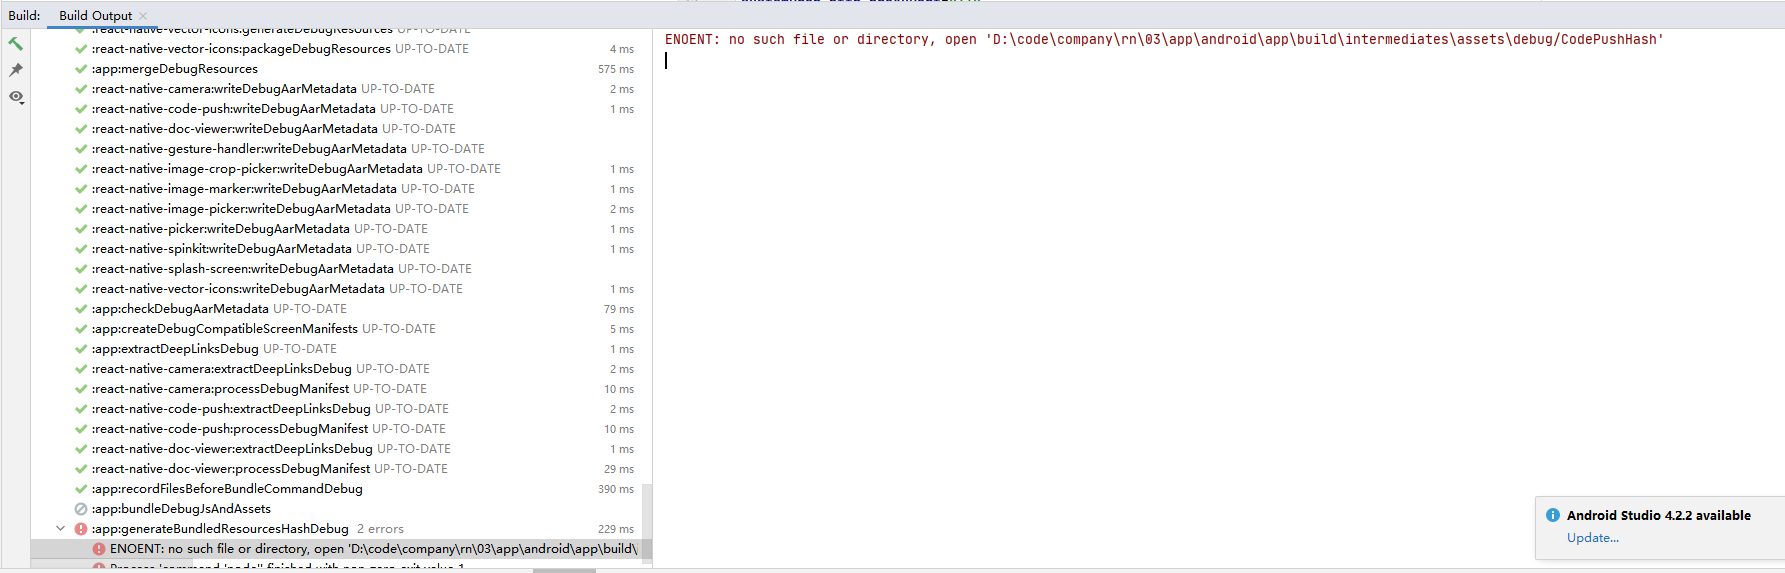 Build: Build Output
:react-native-vector-icons:generateDebugResources UP-TO-DATE
:react-native-vector-icons:packageDebugResources UP-TO-DATE 4 ms
:app:mergeDebugResources 575 ms
:react-native-camera:writeDebugAarMetadata UP-TO-DATE 2 ms
:react-native-code-push:writeDebugAarMetadata UP-TO-DATE 1 ms
:react-native-doc-viewer:writeDebugAarMetadata UP-TO-DATE
:react-native-gesture-handler:writeDebugAarMetadata UP-TO-DATE
:react-native-image-crop-picker:writeDebugAarMetadata UP-TO-DATE 1 ms
:react-native-image-marker:writeDebugAarMetadata UP-TO-DATE 1 ms
:react-native-image-picker:writeDebugAarMetadata UP-TO-DATE 2 ms
:react-native-picker:writeDebugAarMetadata UP-TO-DATE 1 ms
:react-native-spinkit:writeDebugAarMetadata UP-TO-DATE 1 ms
:react-native-splash-screen:writeDebugAarMetadata UP-TO-DATE
:react-native-vector-icons:writeDebugAarMetadata UP-TO-DATE 1 ms
:app:checkDebugAarMetadata UP-TO-DATE 79 ms
:app:createDebugCompatibleScreenManifests UP-TO-DATE 5 ms
:app:extractDeepLinksDebug UP-TO-DATE 1 ms
:react-native-camera:extractDeepLinksDebug UP-TO-DATE 2 ms
:react-native-camera:processDebugManifest UP-TO-DATE 10 ms
:react-native-code-push:extractDeepLinksDebug UP-TO-DATE 2 ms
:react-native-code-push:processDebugManifest UP-TO-DATE 10 ms
:react-native-doc-viewer:extractDeepLinksDebug UP-TO-DATE 1 ms
:react-native-doc-viewer:processDebugManifest UP-TO-DATE 29 ms
:app:recordFilesBeforeBundleCommandDebug 390 ms
:app:bundleDebugJsAndAssets
:app:generateBundledResourcesHashDebug 2 errors 229 ms
ENOENT: no such file or directory, open 'D:\code\company\rn\03\app\android\app\build\
Process 'command 'node'' finished with non-zero exit value 1
ENOENT: no such file or directory, open 'D:\code\company\rn\03\app\android\app\build\intermediates\assets\debug/CodePushHash'
Android Studio 4.2.2 available
Update...